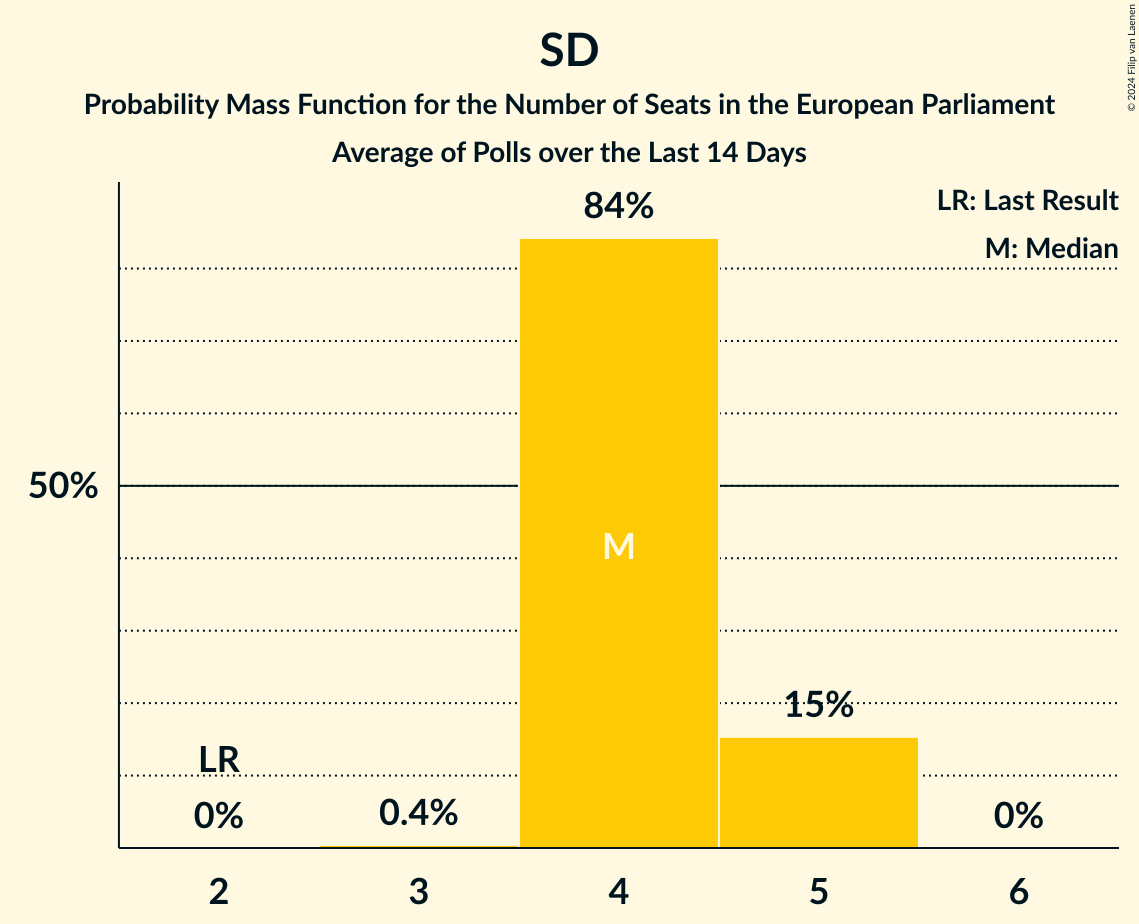 SD
Probability Mass Function for the Number of Seats in the European Parliament
Average of Polls over the Last 14 Days
© 2024 Filip van Laenen
LR: Last Result
M: Median
84%
50%
M
15%
LR
0%
0.4%
0%
2
3
4
5
6